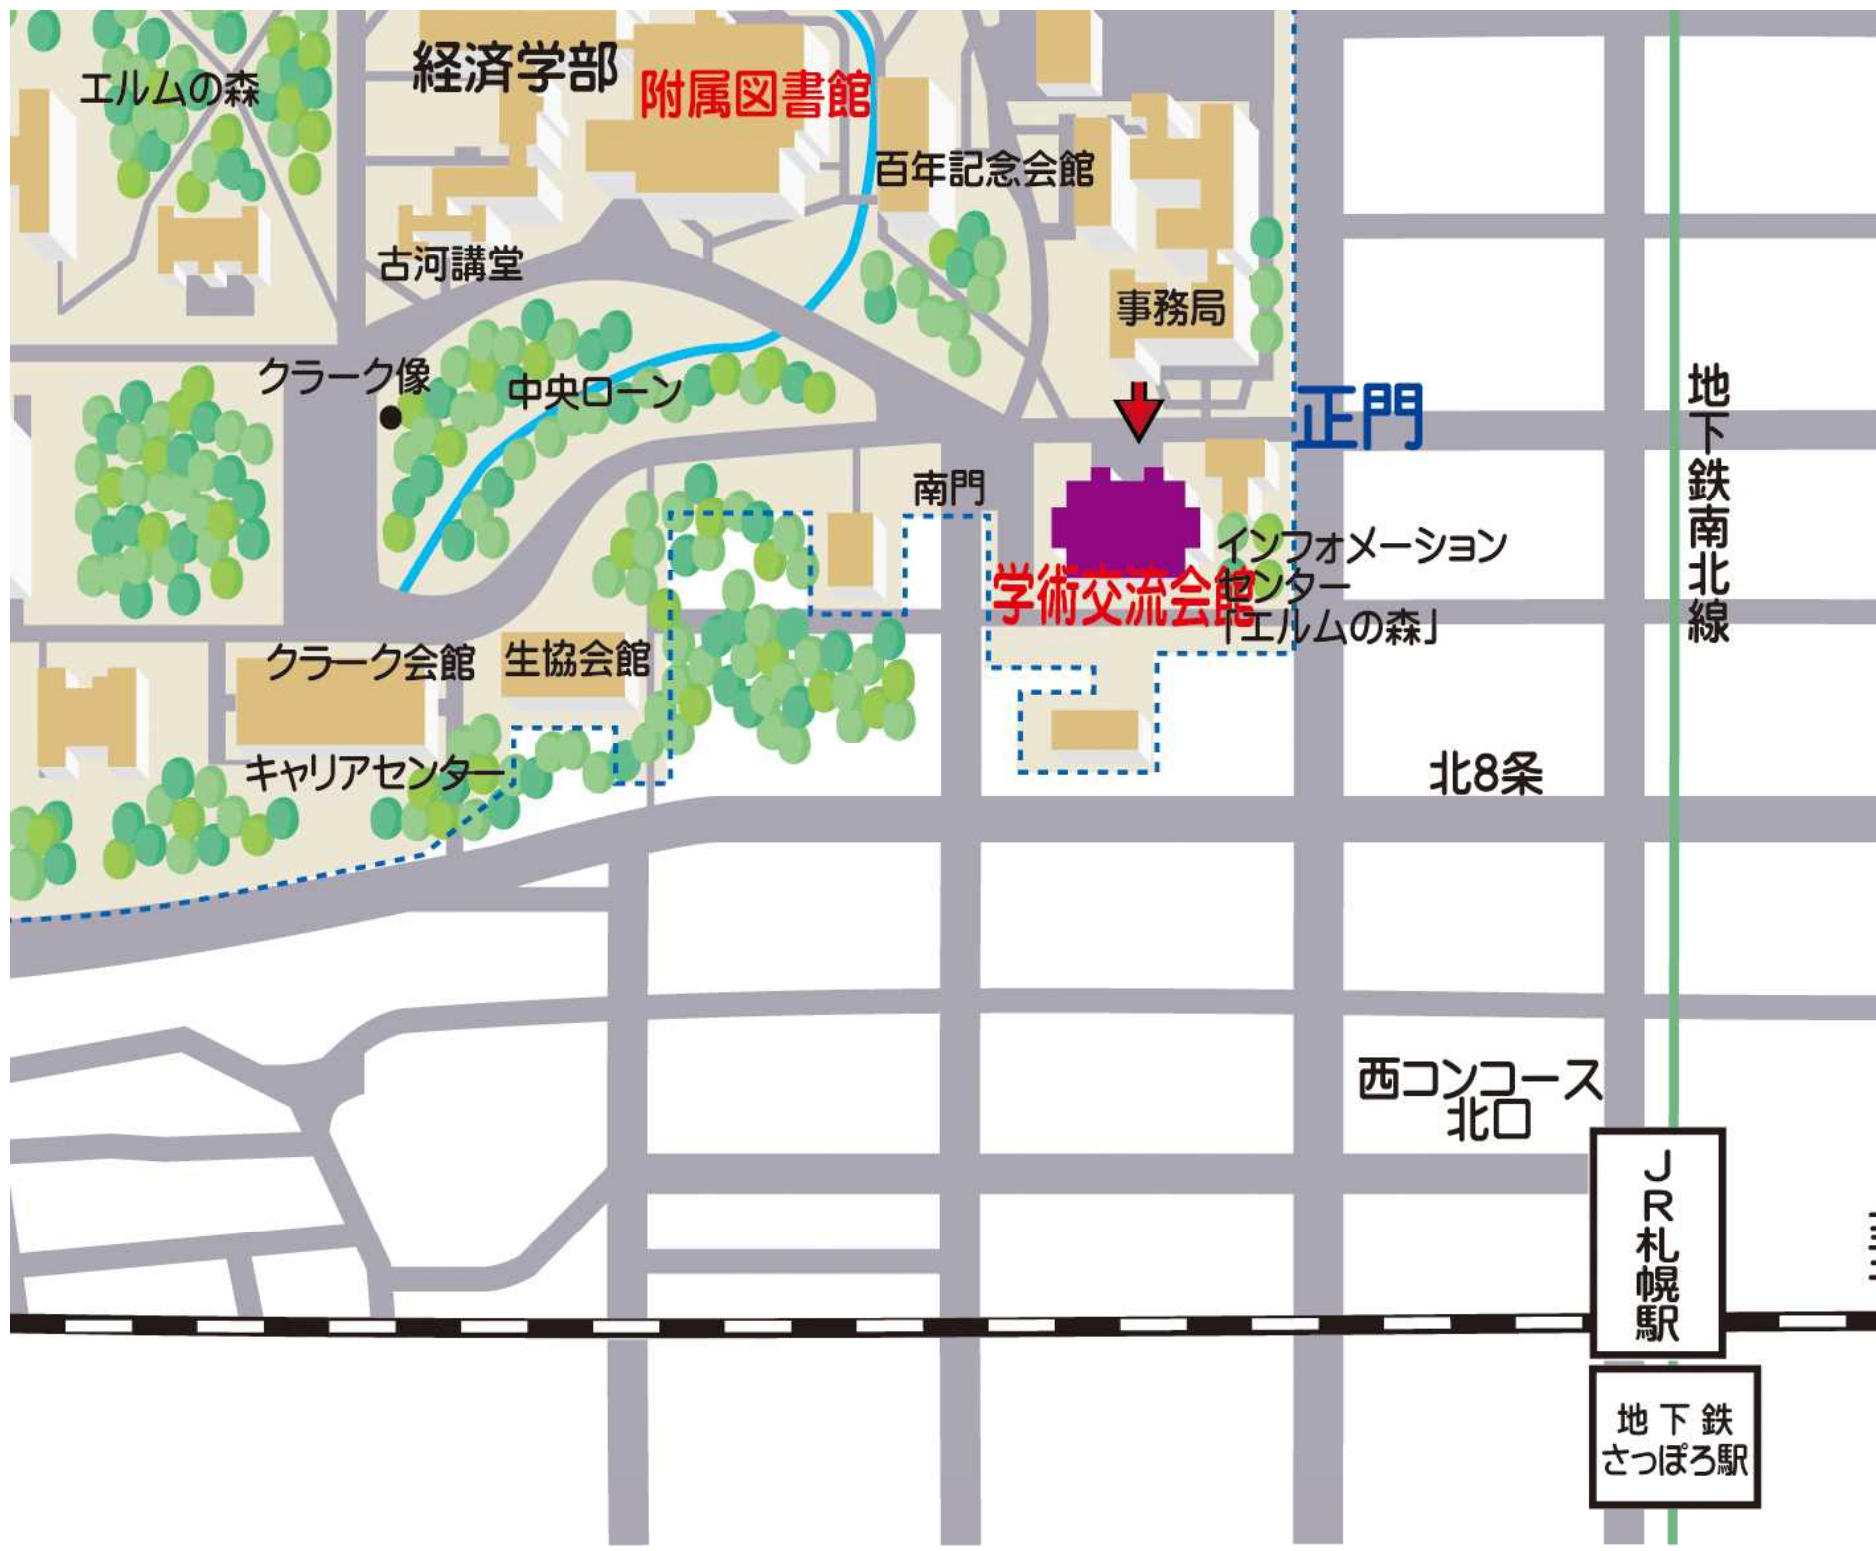 経済学部
附属図書館
エルムの森
百年記念会館
古河講堂
事務局
クラーク像
中央ローン
正門
地下鉄南北線
南門
インフォメーション
センター
「エルムの森」
学術交流会館
クラーク会館
生協会館
キャリアセンター
北8条
西コンコース
北口
JR札幌駅
地下鉄
さっぽろ駅